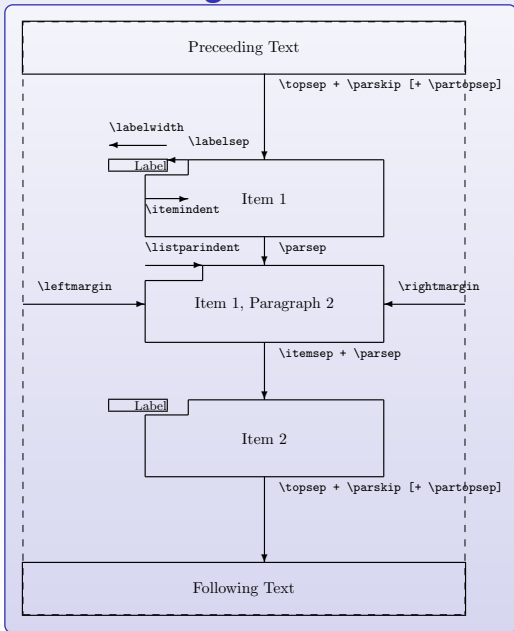 Preceeding Text
\topsep + \parskip [+ \partopsep]
\labelwidth
\labelsep
Label
Item 1
\itemindent
\listparindent
\parsep
\leftmargin
\rightmargin
Item 1, Paragraph 2
\itemsep + \parsep
Label
Item 2
\topsep + \parskip [+ \partopsep]
Following Text